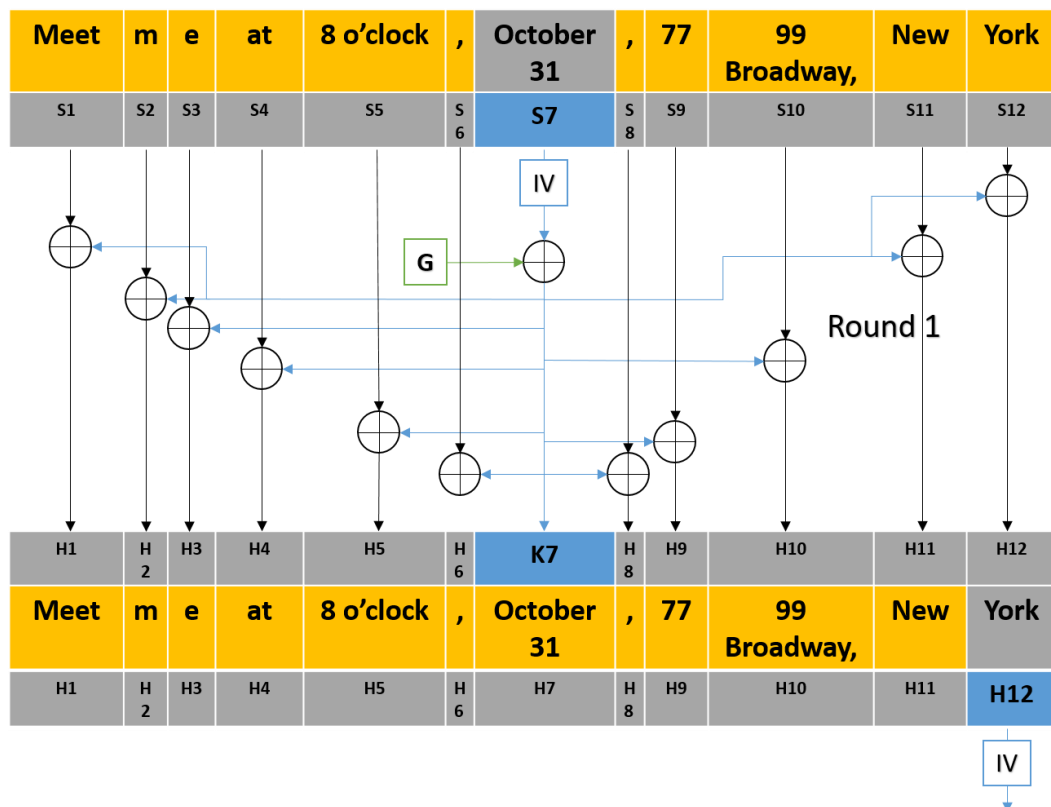 Meet m e at 8 o'clock , October , 77 99 New York
31 Broadway,
S1 S2 S3 S4 S5 S S7 S S9 S10 S11 S12
6 8
IV
G
Round 1
H1 H H3 H4 H5 H K7 H H9 H10 H11 H12
2 6 8
Meet m e at 8 o'clock , October , 77 99 New York
31 Broadway,
H1 H H3 H4 H5 H H7 H H9 H10 H11 H12
2 6 8
IV